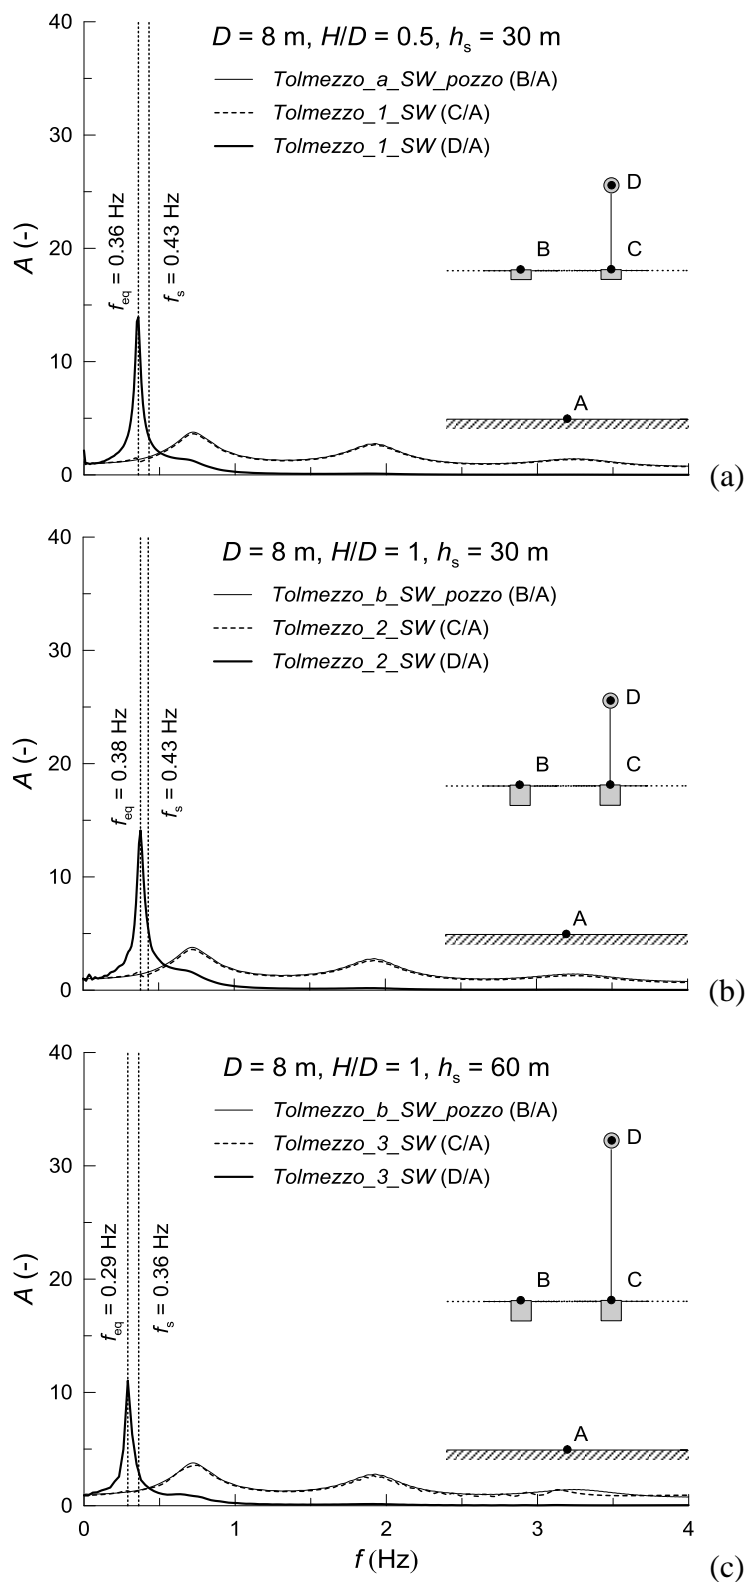 D = 8 m, H/D = 0.5, hs = 30 m
Tolmezzo_a_SW_pozzo (B/A)
Tolmezzo_1_SW (C/A)
Tolmezzo_1_SW (D/A)
40
30
20
10
0
A (-)
feq = 0.36 Hz
fs = 0.43 Hz
D
B
C
A
(a)
D = 8 m, H/D = 1, hs = 30 m
Tolmezzo_b_SW_pozzo (B/A)
Tolmezzo_2_SW (C/A)
Tolmezzo_2_SW (D/A)
40
30
20
10
0
A (-)
feq = 0.38 Hz
fs = 0.43 Hz
D
B
C
A
(b)
D = 8 m, H/D = 1, hs = 60 m
Tolmezzo_b_SW_pozzo (B/A)
Tolmezzo_3_SW (C/A)
Tolmezzo_3_SW (D/A)
40
30
20
10
0
A (-)
feq = 0.29 Hz
fs = 0.36 Hz
D
B
C
A
0 1 2 3 4
f (Hz)
(c)